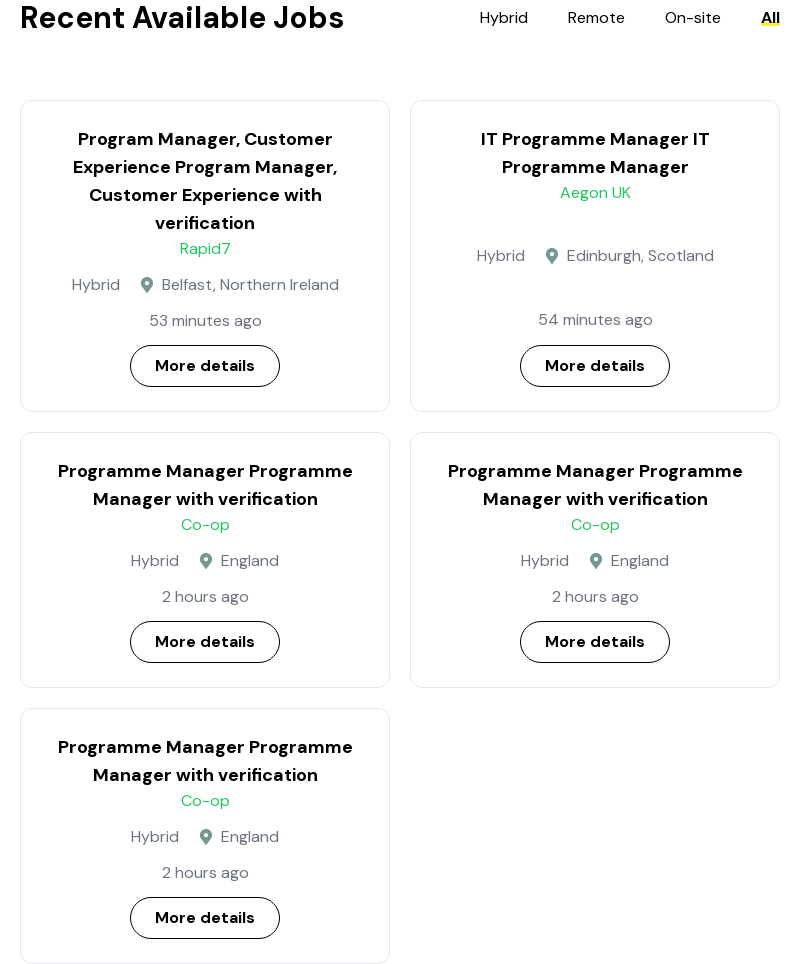 Recent Available Jobs
Hybrid Remote On-site All
Program Manager, Customer
Experience Program Manager,
Customer Experience with
verification
Rapid7
Hybrid Belfast, Northern Ireland
53 minutes ago
More details
IT Programme Manager IT
Programme Manager
Aegon UK
Hybrid Edinburgh, Scotland
54 minutes ago
More details
Programme Manager Programme
Manager with verification
Co-op
Hybrid England
2 hours ago
More details
Programme Manager Programme
Manager with verification
Co-op
Hybrid England
2 hours ago
More details
Programme Manager Programme
Manager with verification
Co-op
Hybrid England
2 hours ago
More details